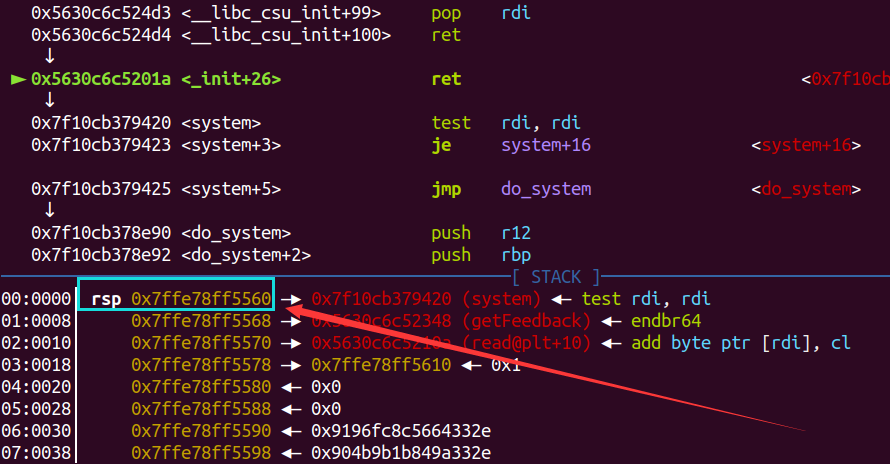 0x5630c6c524d3 <__libc_csu_init+99> pop rdi
0x5630c6c524d4 <__libc_csu_init+100> ret
↓
► 0x5630c6c5201a <_init+26> ret <0x7f10cb
↓
0x7f10cb379420 <system> test rdi, rdi
0x7f10cb379423 <system+3> je system+16 <system+16>
0x7f10cb379425 <system+5> jmp do_system <do_system>
↓
0x7f10cb378e90 <do_system> push r12
0x7f10cb378e92 <do_system+2> push rbp
[ STACK ]
00:0000 rsp 0x7ffe78ff5560 —▸ 0x7f10cb379420 (system) ◂— test rdi, rdi
01:0008 0x7ffe78ff5568 —▸ 0x5630c6c52348 (getFeedback) ◂— endbr64
02:0010 0x7ffe78ff5570 —▸ (read@plt+10) ◂— add byte ptr [rdi], cl
03:0018 0x7ffe78ff5578 —▸ 0x7ffe78ff5610 ◂— 0x1
04:0020 0x7ffe78ff5580 ◂— 0x0
05:0028 0x7ffe78ff5588 ◂— 0x0
06:0030 0x7ffe78ff5590 ◂— 0x9196fc8c5664332e
07:0038 0x7ffe78ff5598 ◂— 0x904b9b1b849a332e